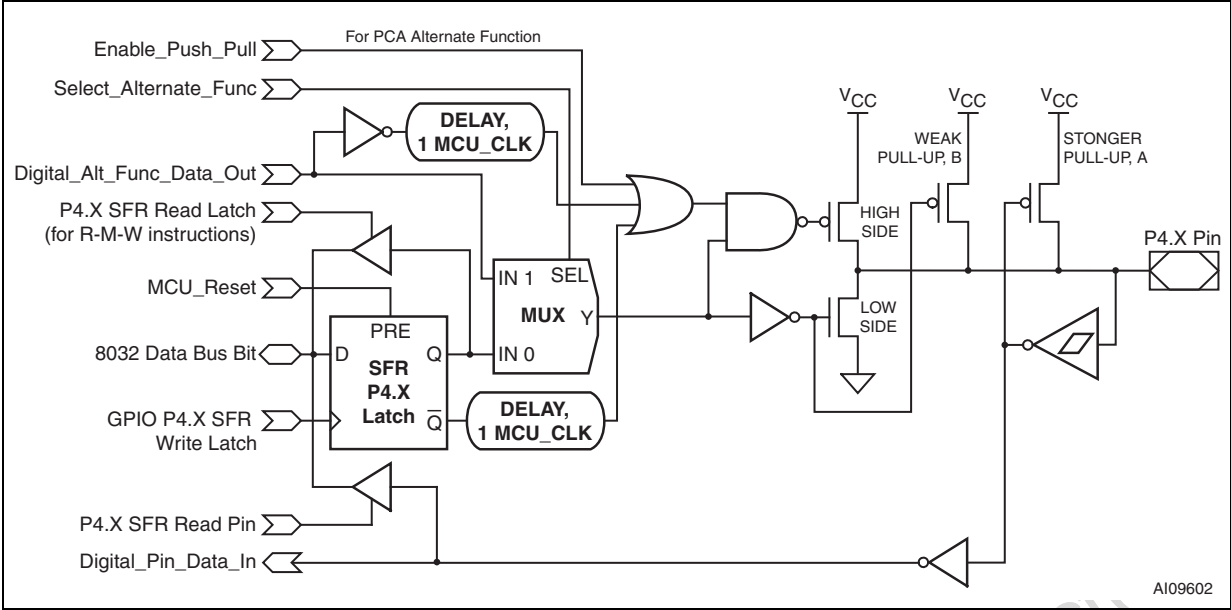 Enable_Push_Pull
For PCA Alternate Function
Select_Alternate_Func
DELAY,
1 MCU_CLK
Digital_Alt_Func_Data_Out
P4.X SFR Read Latch
(for R-M-W instructions)
MCU_Reset
8032 Data Bus Bit
GPIO P4.X SFR
Write Latch
P4.X SFR Read Pin
Digital_Pin_Data_In
PRE
D
Q
SFR
P4.X
Latch
Q
DELAY,
1 MCU_CLK
IN 1
SEL
MUX
Y
IN 0
VCC
HIGH
SIDE
LOW
SIDE
VCC
WEAK
PULL-UP, B
VCC
STONGER
PULL-UP, A
P4.X Pin
AI09602